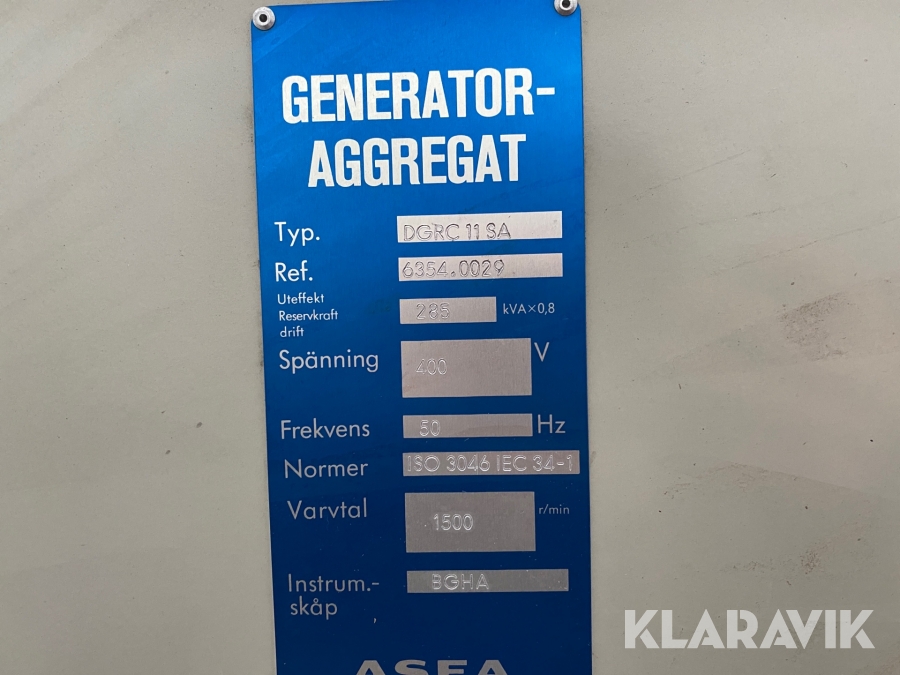 GENERATOR-
AGGREGAT
Typ. DGRC 11 SA
Ref. 6354.0029
Uteffekt
Reservkraft 285 kVA×0,8
drift
Spänning 400 V
Frekvens 50 Hz
Normer ISO 3046 IEC 34-1
Varvtal 1500 r/min
Instrum.- BGHA
skåp
ASEA
KLARAVIK